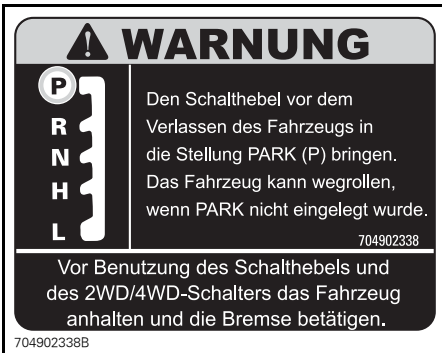 WARNUNG
P
R
N
H
L
Den Schalthebel vor dem
Verlassen des Fahrzeugs in
die Stellung PARK (P) bringen.
Das Fahrzeug kann wegrollen,
wenn PARK nicht eingelegt wurde.
704902338
Vor Benutzung des Schalthebels und
des 2WD/4WD-Schalters das Fahrzeug
anhalten und die Bremse betätigen.
704902338B